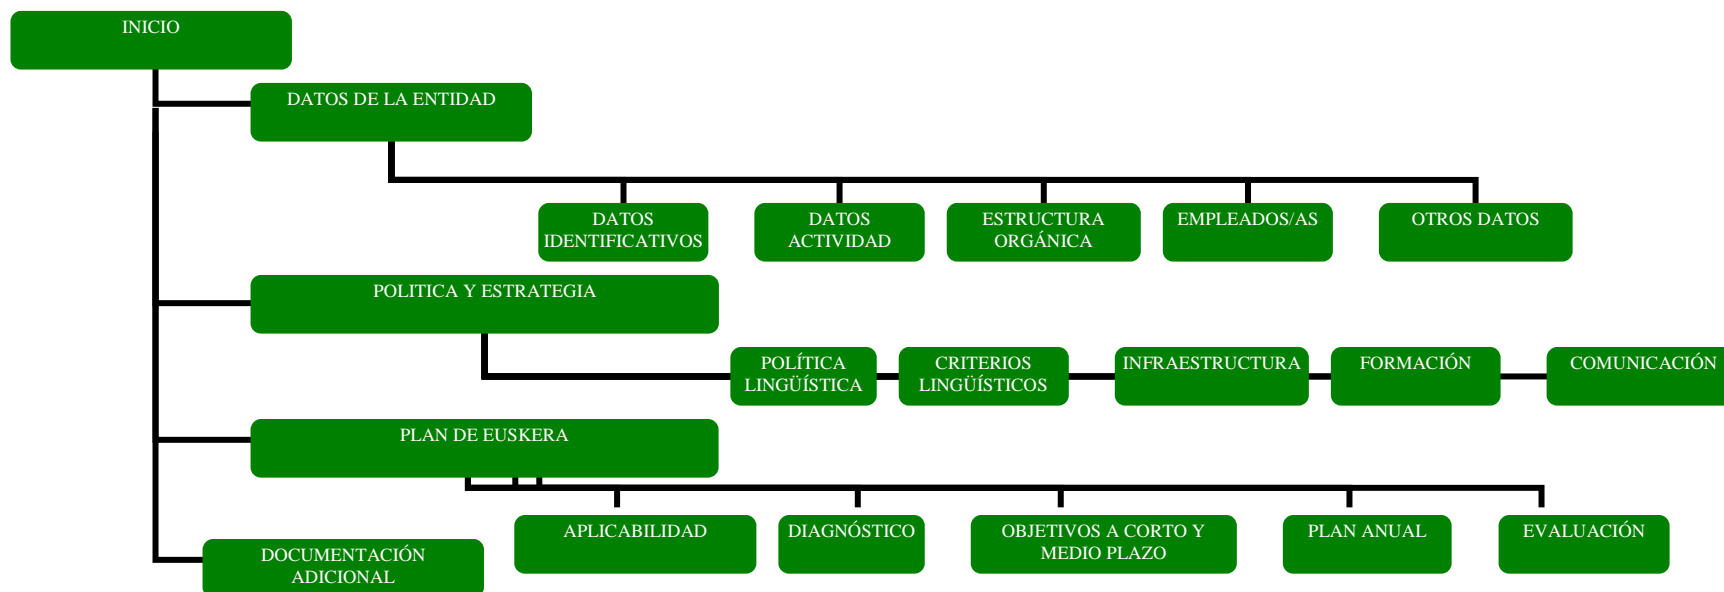 INICIO
DATOS DE LA ENTIDAD
DATOS
IDENTIFICATIVOS
DATOS
ACTIVIDAD
ESTRUCTURA
ORGÁNICA
EMPLEADOS/AS
OTROS DATOS
POLITICA Y ESTRATEGIA
POLÍTICA
LINGÜÍSTICA
CRITERIOS
LINGÜÍSTICOS
INFRAESTRUCTURA
FORMACIÓN
COMUNICACIÓN
PLAN DE EUSKERA
APLICABILIDAD
DIAGNÓSTICO
OBJETIVOS A CORTO Y
MEDIO PLAZO
PLAN ANUAL
EVALUACIÓN
DOCUMENTACIÓN
ADICIONAL